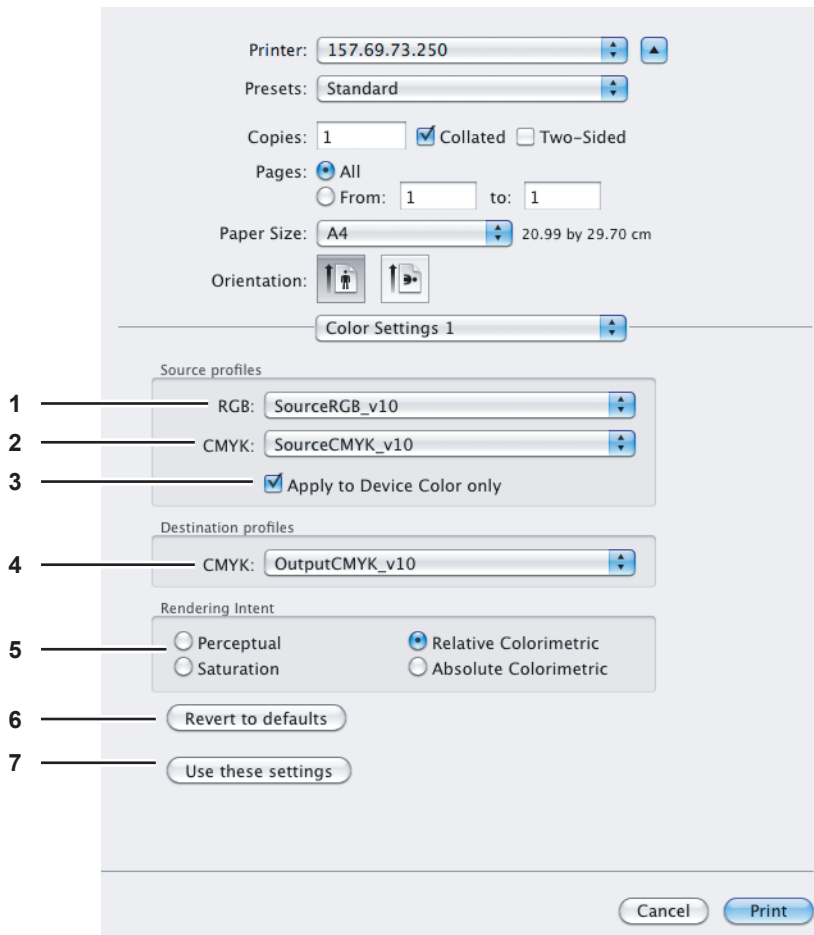 Printer: 157.69.73.250
Presets: Standard
Copies: 1 Collated Two-Sided
Pages: All
From: 1 to: 1
Paper Size: A4 20.99 by 29.70 cm
Orientation:
Color Settings 1
Source profiles
1 RGB: SourceRGB_v10
2 CMYK: SourceCMYK_v10
3 Apply to Device Color only
Destination profiles
4 CMYK: OutputCMYK_v10
Rendering Intent
5 Perceptual Relative Colorimetric
Saturation Absolute Colorimetric
6 Revert to defaults
7 Use these settings
Cancel Print